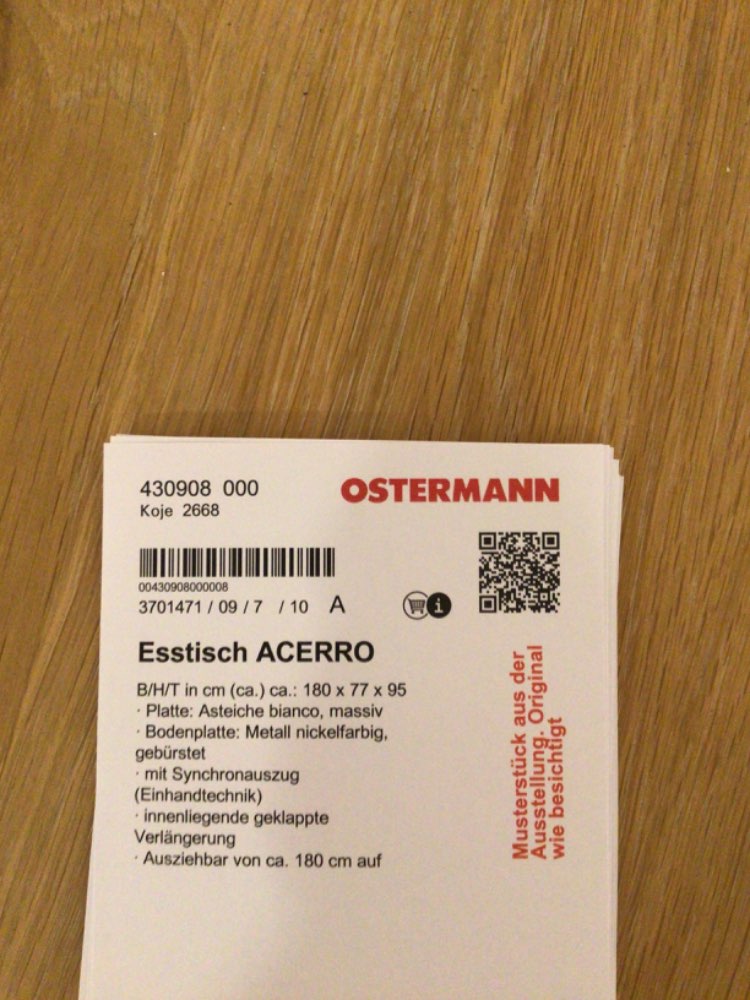 430908 000
Koje 2668
OSTERMANN
00430908000008
3701471 / 09 / 7 / 10 A
Esstisch ACERRO
B/H/T in cm (ca.) ca.: 180 x 77 x 95
· Platte: Asteiche bianco, massiv
· Bodenplatte: Metall nickelfarbig,
gebürstet
· mit Synchronauszug
(Einhandtechnik)
· innenliegende geklappte
Verlängerung
· Ausziehbar von ca. 180 cm auf
Musterstück aus der
Ausstellung. Original
wie besichtigt